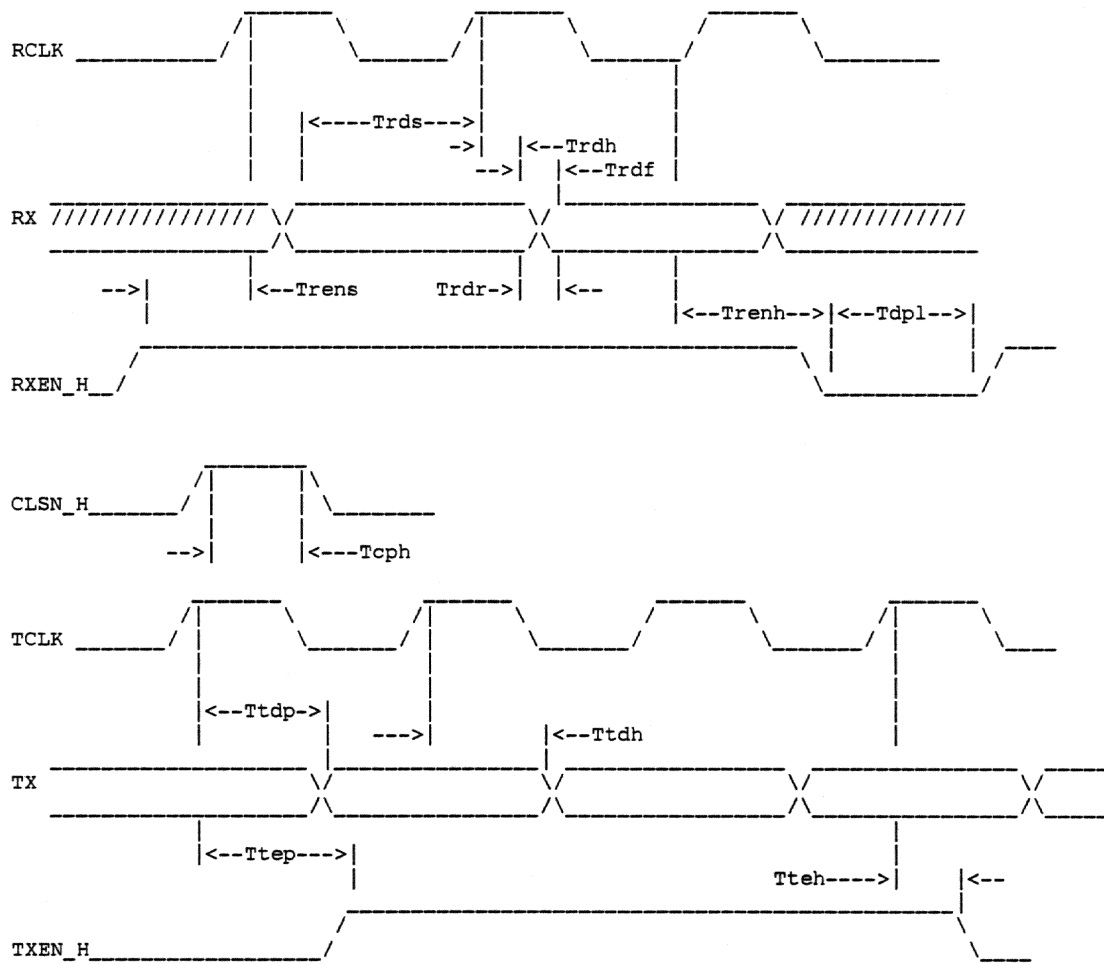 RCLK
<----Trds---->
-->
<--Trdh
-->
<--Trdf
RX
///////////////
///////////
-->
<--Trens
Trdr-->
<--
<--Trenh-->
<--Tdpl-->
RXEN_H
CLSN_H
-->
<---Tcph
TCLK
<--Ttdp->
--->
<--Ttdh
TX
<--Ttep--->
Tteh---->
<--
TXEN_H